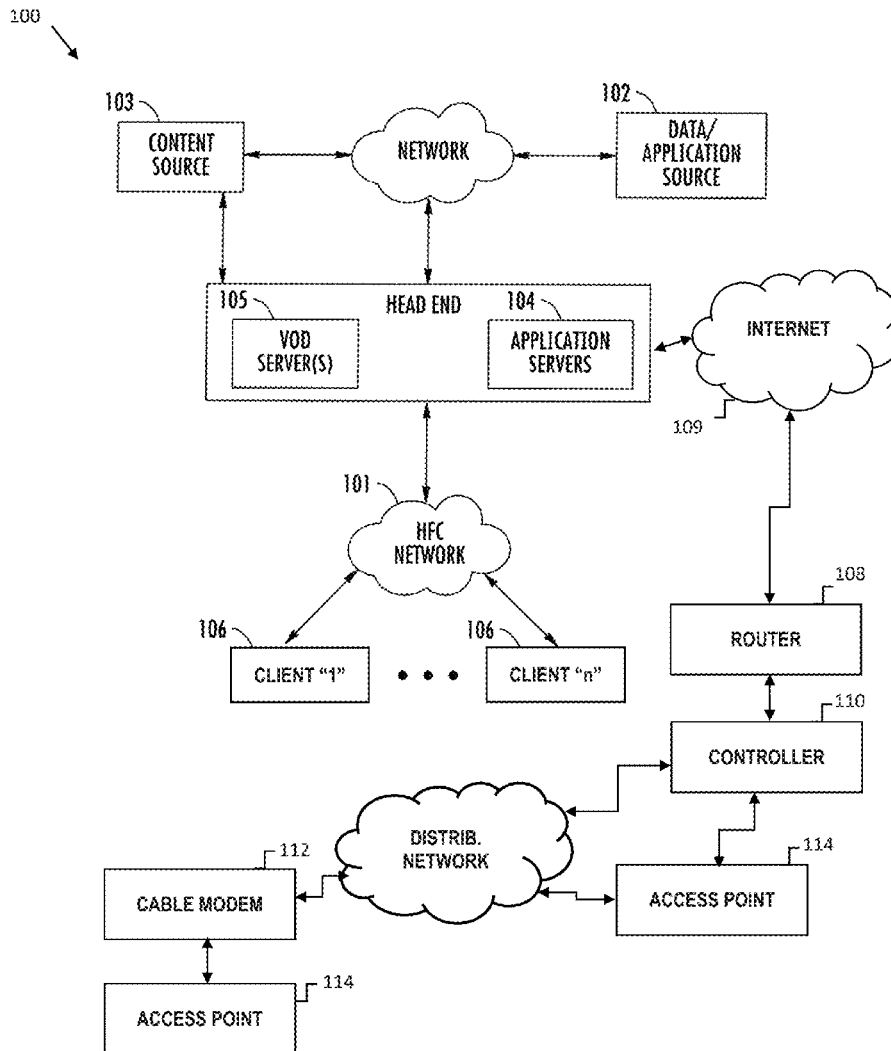 100
103
102
CONTENT
SOURCE
NETWORK
DATA/
APPLICATION
SOURCE
105
HEAD END
104
VOD
SERVER(S)
APPLICATION
SERVERS
INTERNET
109
101
HFC
NETWORK
106
106
CLIENT "1"
CLIENT "n"
108
ROUTER
110
CONTROLLER
DISTRIB.
NETWORK
112
CABLE MODEM
114
ACCESS POINT
114
ACCESS POINT